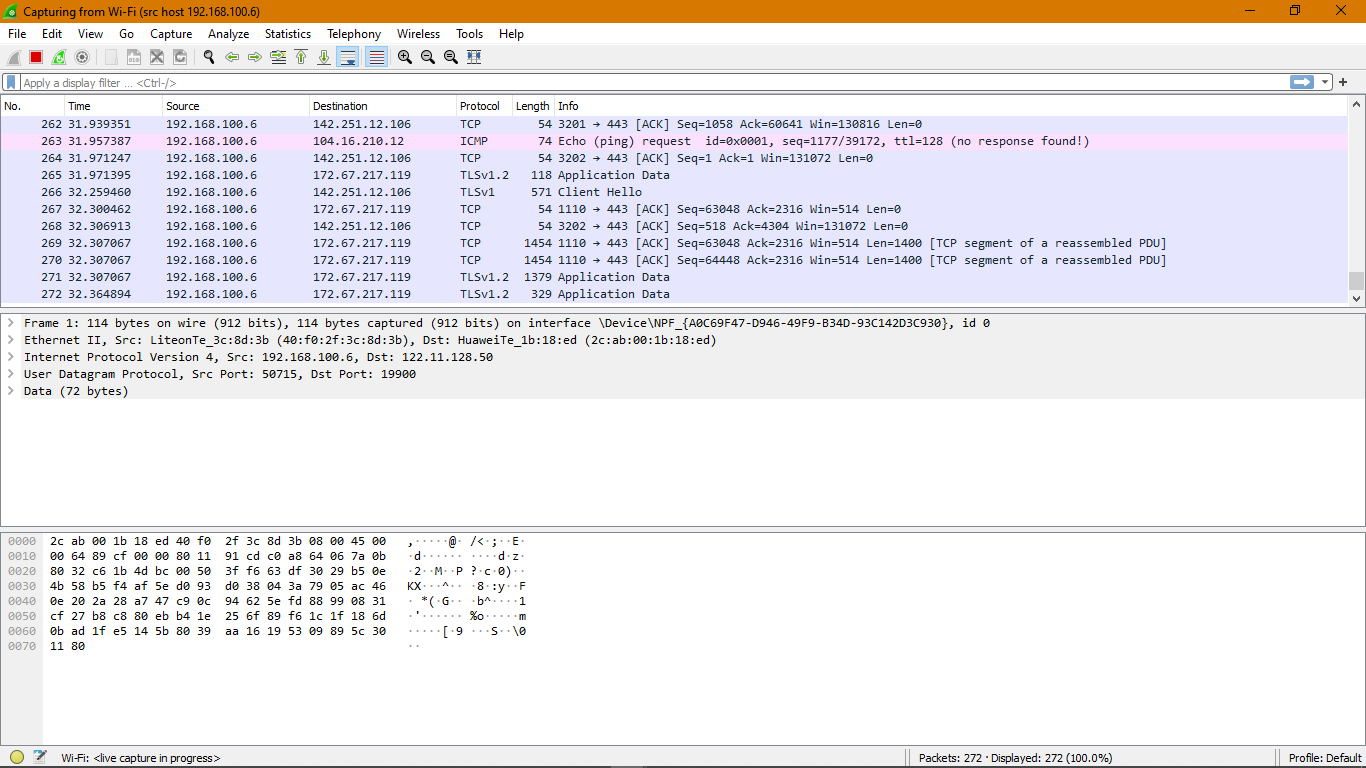 Capturing from Wi-Fi (src host 192.168.100.6)
File Edit View Go Capture Analyze Statistics Telephony Wireless Tools Help
Apply a display filter ... <Ctrl-/>
No. Time Source Destination Protocol Length Info
262 31.939351 192.168.100.6 142.251.12.106 TCP 54 3201 → 443 [ACK] Seq=1058 Ack=60641 Win=130816 Len=0
263 31.957387 192.168.100.6 104.16.210.12 ICMP 74 Echo (ping) request id=0x0001, seq=1177/39172, ttl=128 (no response found!)
264 31.971247 192.168.100.6 142.251.12.106 TCP 54 3202 → 443 [ACK] Seq=1 Ack=1 Win=131072 Len=0
265 31.971395 192.168.100.6 172.67.217.119 TLSv1.2 118 Application Data
266 32.259460 192.168.100.6 142.251.12.106 TLSv1 571 Client Hello
267 32.300462 192.168.100.6 172.67.217.119 TCP 54 1110 → 443 [ACK] Seq=63048 Ack=2316 Win=514 Len=0
268 32.306913 192.168.100.6 142.251.12.106 TCP 54 3202 → 443 [ACK] Seq=518 Ack=4304 Win=131072 Len=0
269 32.307067 192.168.100.6 172.67.217.119 TCP 1454 1110 → 443 [ACK] Seq=63048 Ack=2316 Win=514 Len=1400 [TCP segment of a reassembled PDU]
270 32.307067 192.168.100.6 172.67.217.119 TCP 1454 1110 → 443 [ACK] Seq=64448 Ack=2316 Win=514 Len=1400 [TCP segment of a reassembled PDU]
271 32.307067 192.168.100.6 172.67.217.119 TLSv1.2 1379 Application Data
272 32.364894 192.168.100.6 172.67.217.119 TLSv1.2 329 Application Data
Frame 1: 114 bytes on wire (912 bits), 114 bytes captured (912 bits) on interface \Device\NPF_{A0C69F47-D946-49F9-B34D-93C142D3C930}, id 0
Ethernet II, Src: LiteonTe_3c:8d:3b (40:f0:2f:3c:8d:3b), Dst: HuaweiTe_1b:18:ed (2c:ab:00:1b:18:ed)
Internet Protocol Version 4, Src: 192.168.100.6, Dst: 122.11.128.50
User Datagram Protocol, Src Port: 50715, Dst Port: 19900
Data (72 bytes)
0000 2c ab 00 1b 18 ed 40 f0 2f 3c 8d 3b 08 00 45 00 ,·····@· /<·;··E·
0010 00 64 89 cf 00 00 80 11 91 cd c0 a8 64 06 7a 0b ·d······ ····d·z·
0020 80 32 c6 1b 4d bc 00 50 3f f6 63 df 30 29 b5 0e ·2··M··P ?·c·0)··
0030 4b 58 b5 f4 af 5e d0 93 d0 38 04 3a 79 05 ac 46 KX···^·· ·8·:y··F
0040 0e 20 2a 28 a7 47 c9 0c 94 62 5e fd 88 99 08 31 · *(·G·· ·b^····1
0050 cf 27 b8 c8 80 eb b4 1e 25 6f 89 f6 1c 1f 18 6d ·'······ %o·····m
0060 0b ad 1f e5 14 5b 80 39 aa 16 19 53 09 89 5c 30 ·····[·9 ···S··\0
0070 11 80 ··
Wi-Fi: <live capture in progress> Packets: 272 · Displayed: 272 (100.0%) Profile: Default